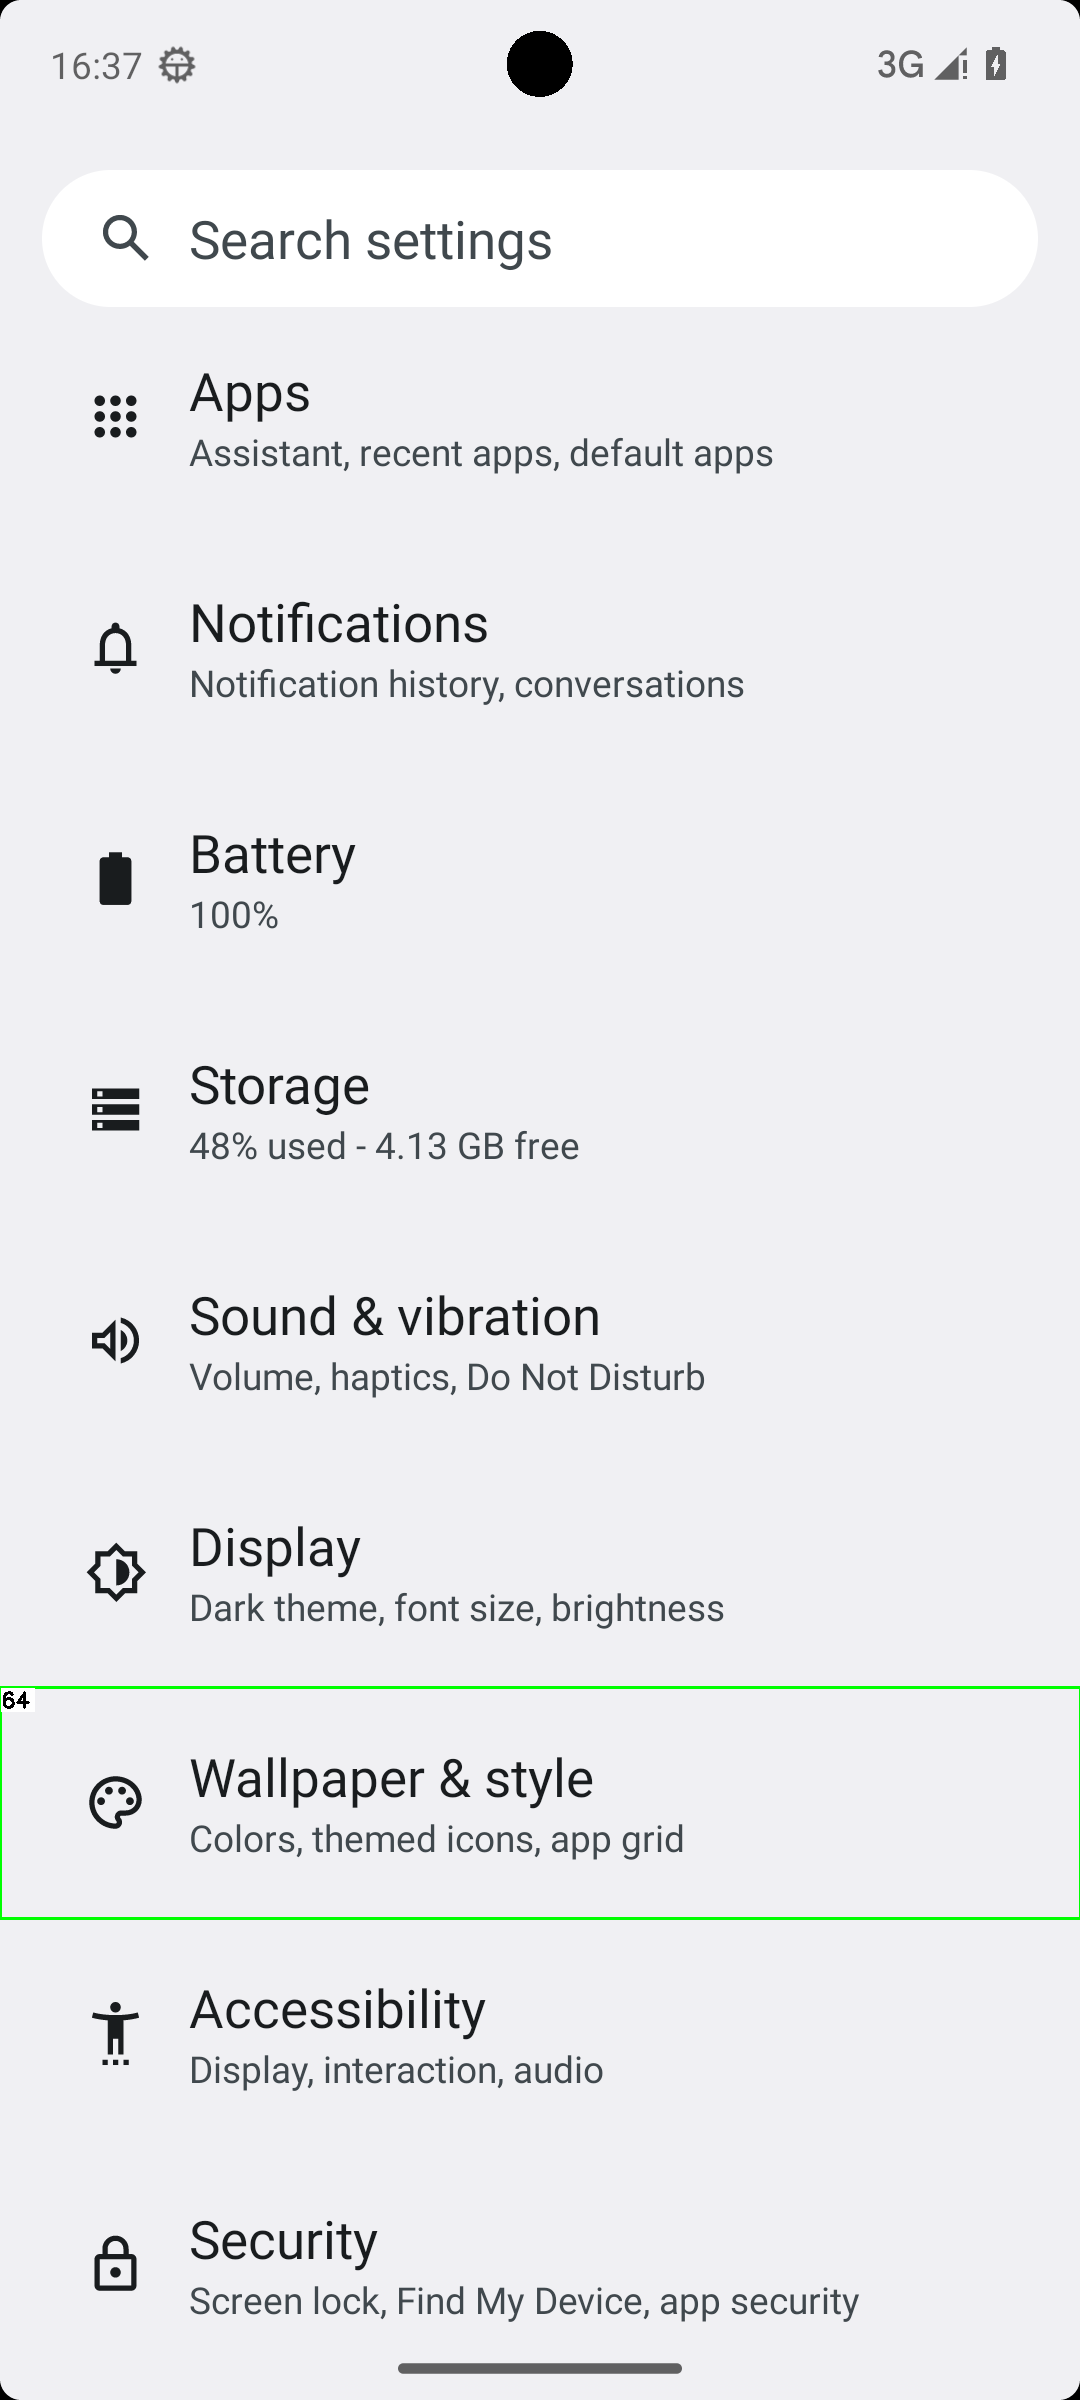 16:37
3G
Search settings
Apps
Assistant, recent apps, default apps
Notifications
Notification history, conversations
Battery
100%
Storage
48% used - 4.13 GB free
Sound & vibration
Volume, haptics, Do Not Disturb
Display
Dark theme, font size, brightness
64
Wallpaper & style
Colors, themed icons, app grid
Accessibility
Display, interaction, audio
Security
Screen lock, Find My Device, app security